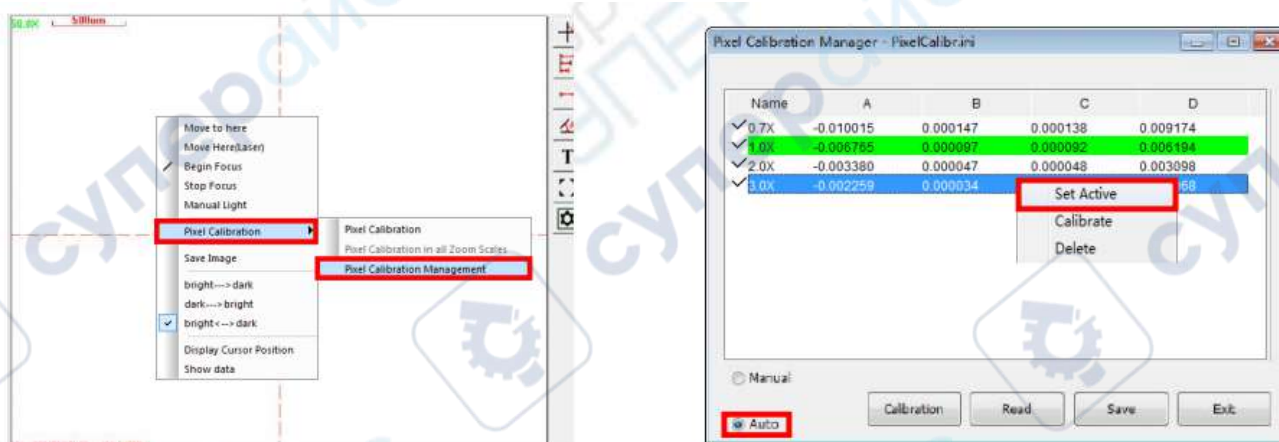 500um
Move to here
Move Here(Laser)
Begin Focus
Stop Focus
Manual Light
Pixel Calibration
Save Image
bright--->dark
dark--->bright
bright<-->dark
Display Cursor Position
Show data
Pixel Calibration
Pixel Calibration in all Zoom Scales
Pixel Calibration Management
T
Pixel Calibration Manager - PixelCalibr.ini
Name A B C D
0.7X -0.010015 0.000147 0.000138 0.009174
1.0X -0.006765 0.000097 0.000092 0.006194
2.0X -0.003380 0.000047 0.000048 0.003098
3.0X -0.002259 0.000034
Set Active
Calibrate
Delete
Manual
Auto
Calibration Read Save Exit